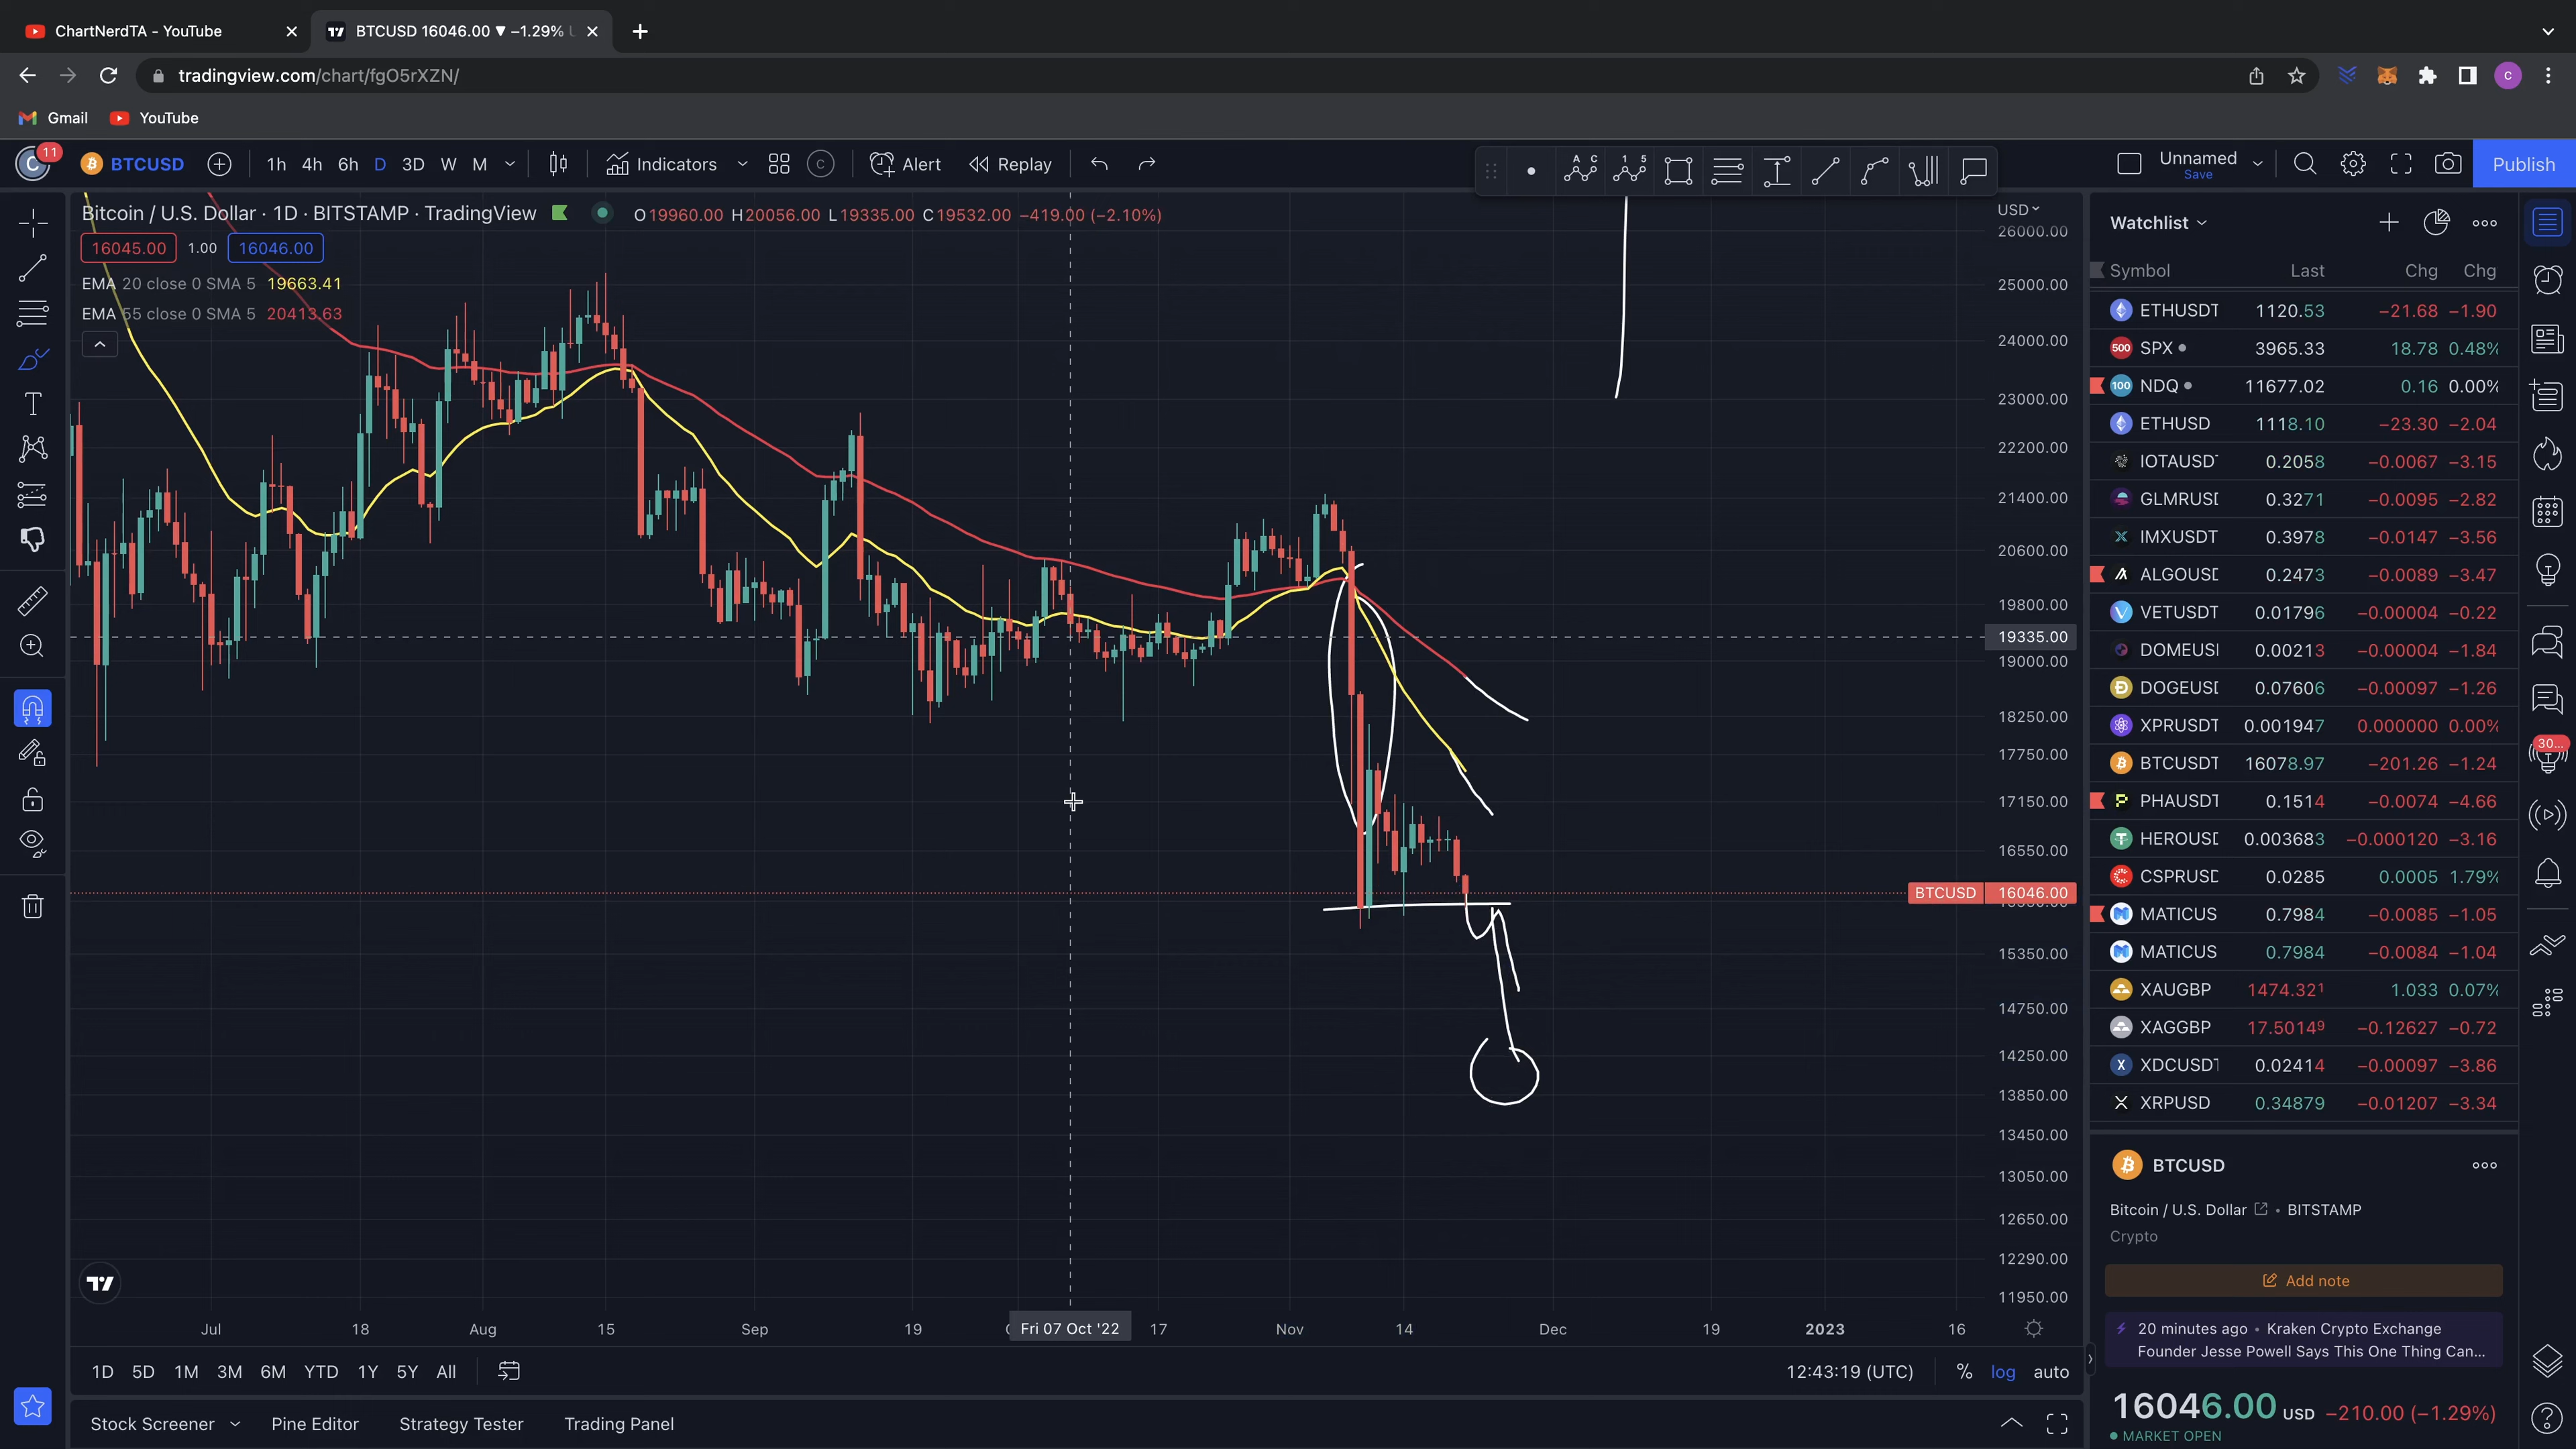 ChartNerdTA - YouTube
BTCUSD 16046.00 ▼ −1.29% U
tradingview.com/chart/fgO5rXZN/
C
Gmail
YouTube
C
11
BTCUSD
1h 4h 6h D 3D W M
Indicators
C
Alert
Replay
A C
1 5
Unnamed
Save
Publish
Bitcoin / U.S. Dollar · 1D · BITSTAMP · TradingView
O19960.00 H20056.00 L19335.00 C19532.00 −419.00 (−2.10%)
16045.00 1.00 16046.00
EMA 20 close 0 SMA 5 19663.41
EMA 55 close 0 SMA 5 20413.63
USD
26000.00
25000.00
24000.00
23000.00
22200.00
21400.00
20600.00
19800.00
19335.00
19000.00
18250.00
17750.00
17150.00
16550.00
BTCUSD 16046.00
15350.00
14750.00
14250.00
13850.00
13450.00
13050.00
12650.00
12290.00
11950.00
Jul 18 Aug 15 Sep 19 Fri 07 Oct '22 17 Nov 14 Dec 19 2023 16
1D 5D 1M 3M 6M YTD 1Y 5Y All
12:43:19 (UTC) % log auto
Stock Screener Pine Editor Strategy Tester Trading Panel
Watchlist
Symbol Last Chg Chg
ETHUSDT 1120.53 −21.68 −1.90
500 SPX 3965.33 18.78 0.48%
100 NDQ 11677.02 0.16 0.00%
ETHUSD 1118.10 −23.30 −2.04
IOTAUSD 0.2058 −0.0067 −3.15
GLMRUSD 0.3271 −0.0095 −2.82
IMXUSDT 0.3978 −0.0147 −3.56
ALGOUSD 0.2473 −0.0089 −3.47
VETUSDT 0.01796 −0.00004 −0.22
DOMEUS 0.00213 −0.00004 −1.84
DOGEUSD 0.07606 −0.00097 −1.26
XPRUSDT 0.001947 0.000000 0.00%
BTCUSDT 16078.97 −201.26 −1.24
PHAUSDT 0.1514 −0.0074 −4.66
HEROUSD 0.003683 −0.000120 −3.16
CSPRUSD 0.0285 0.0005 1.79%
MATICUS 0.7984 −0.0085 −1.05
MATICUS 0.7984 −0.0084 −1.04
XAUGBP 1474.321 1.033 0.07%
XAGGBP 17.50149 −0.12627 −0.72
XDCUSDT 0.02414 −0.00097 −3.86
XRPUSD 0.34879 −0.01207 −3.34
30...
BTCUSD
Bitcoin / U.S. Dollar • BITSTAMP
Crypto
Add note
20 minutes ago • Kraken Crypto Exchange
Founder Jesse Powell Says This One Thing Can...
16046.00 USD −210.00 (−1.29%)
MARKET OPEN